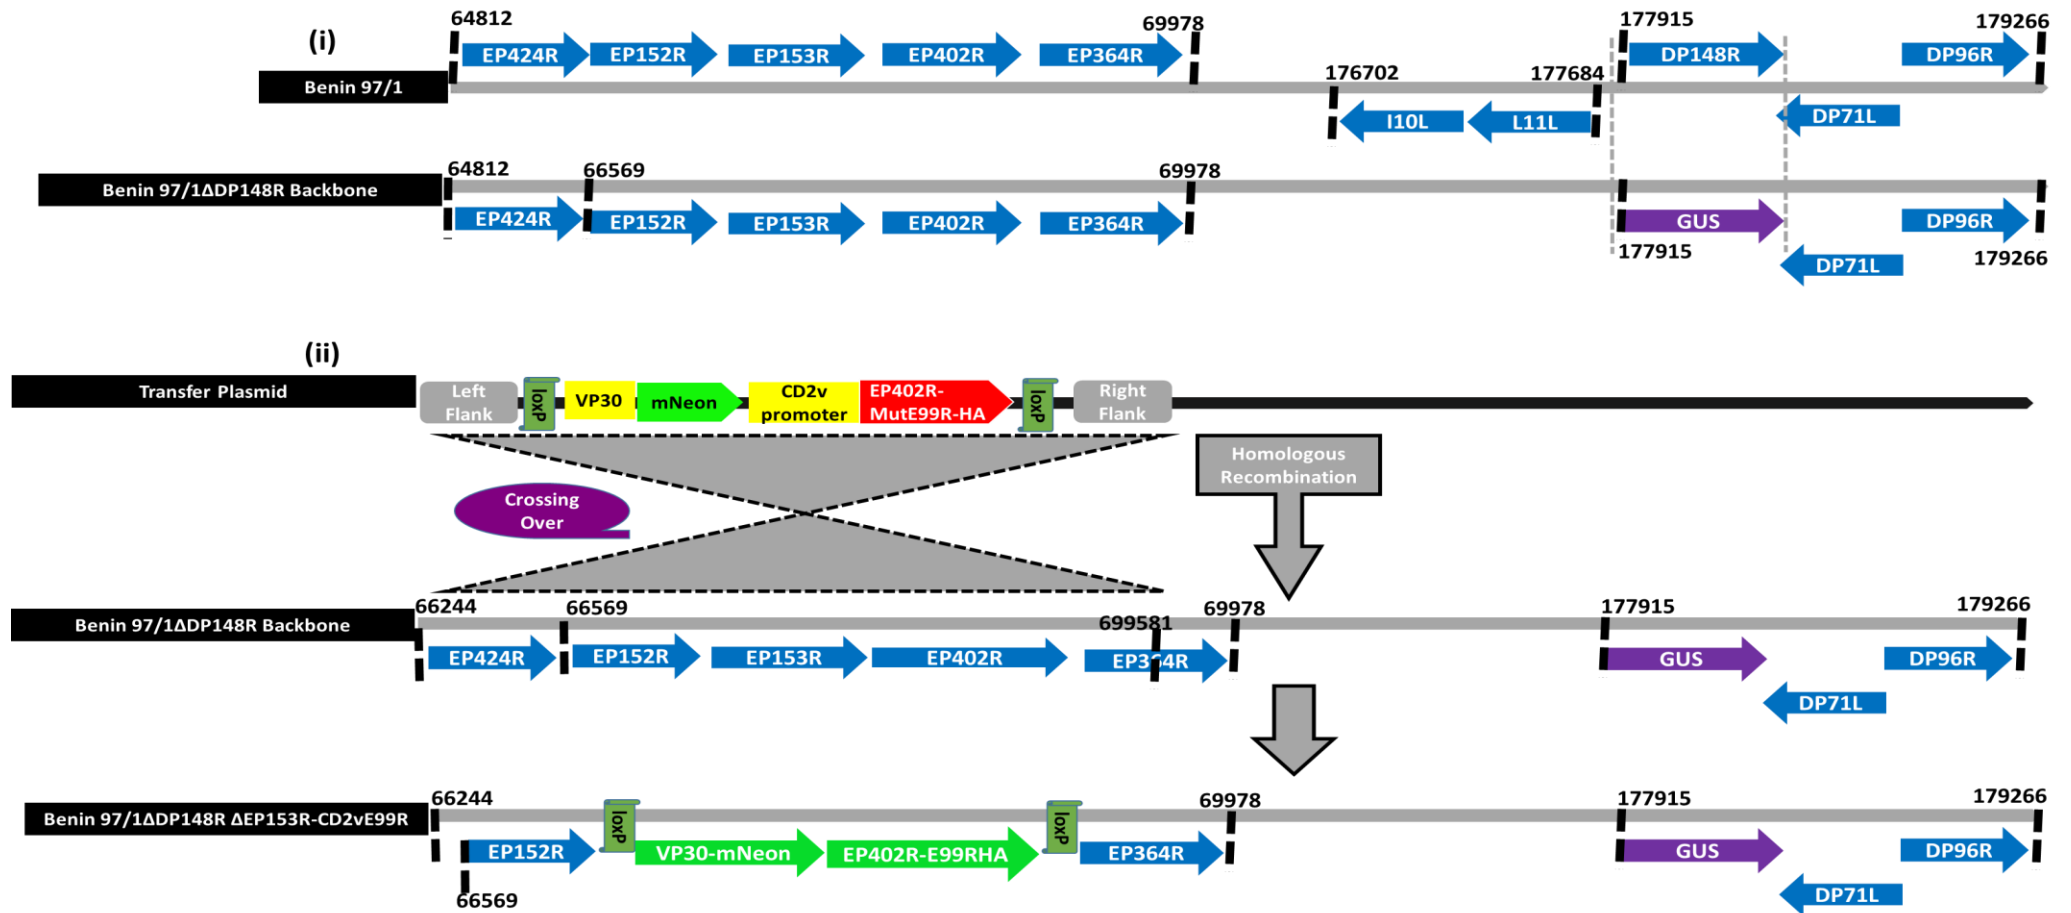 (i)
64812
69978
177915
179266
EP424R
EP152R
EP153R
EP402R
EP364R
DP148R
DP96R
Benin 97/1
176702
177684
I10L
L11L
DP71L
64812
66569
69978
Benin 97/1ΔDP148R Backbone
EP424R
EP152R
EP153R
EP402R
EP364R
GUS
DP96R
177915
179266
DP71L
(ii)
Transfer Plasmid
Left
Flank
loxP
VP30
mNeon
CD2v
promoter
EP402R-
MutE99R-HA
loxP
Right
Flank
Homologous
Recombination
Crossing
Over
66244
66569
699581
69978
177915
179266
Benin 97/1ΔDP148R Backbone
EP424R
EP152R
EP153R
EP402R
EP364R
GUS
DP96R
DP71L
66244
69978
177915
179266
Benin 97/1ΔDP148R ΔEP153R-CD2vE99R
EP152R
loxP
VP30-mNeon
EP402R-E99RHA
loxP
EP364R
GUS
DP96R
66569
DP71L